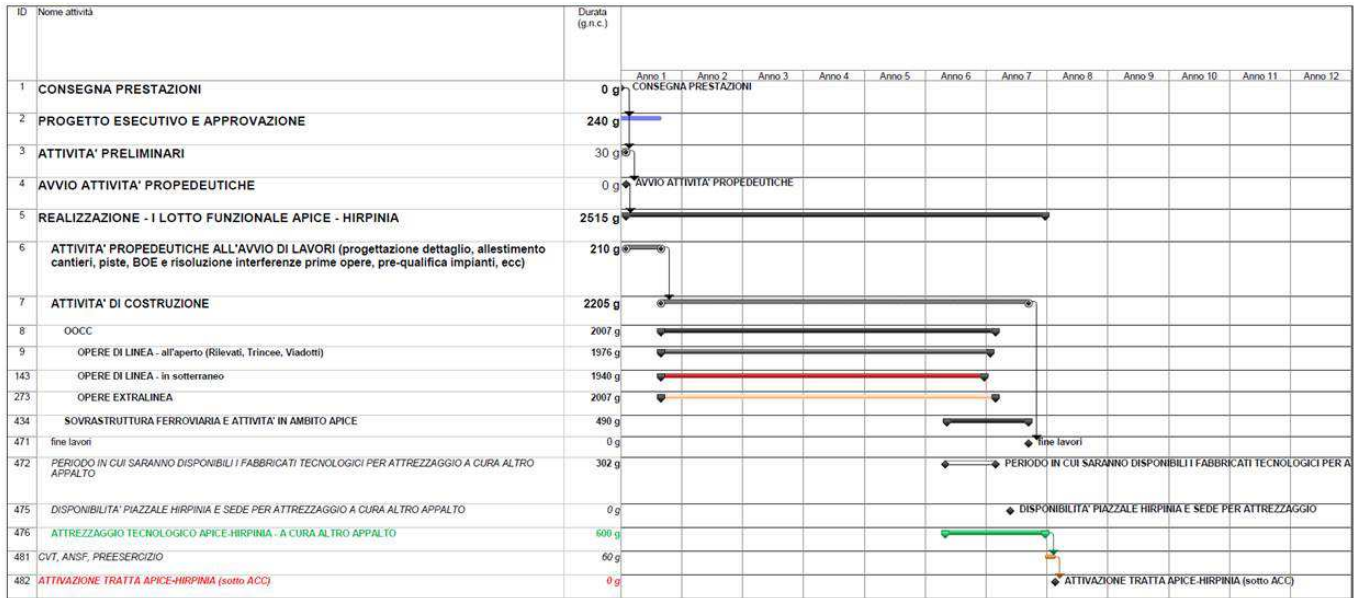 ID Nome attività Durata
(g.n.c.)
Anno 1 Anno 2 Anno 3 Anno 4 Anno 5 Anno 6 Anno 7 Anno 8 Anno 9 Anno 10 Anno 11 Anno 12
1 CONSEGNA PRESTAZIONI 0 g CONSEGNA PRESTAZIONI
2 PROGETTO ESECUTIVO E APPROVAZIONE 240 g
3 ATTIVITA' PRELIMINARI 30 g
4 AVVIO ATTIVITA' PROPEDEUTICHE 0 g AVVIO ATTIVITA' PROPEDEUTICHE
5 REALIZZAZIONE - I LOTTO FUNZIONALE APICE - HIRPINIA 2515 g
6 ATTIVITA' PROPEDEUTICHE ALL'AVVIO DI LAVORI (progettazione dettaglio, allestimento 210 g
cantieri, piste, BOE e risoluzione interferenze prime opere, pre-qualifica impianti, ecc)
7 ATTIVITA' DI COSTRUZIONE 2205 g
8 OOCC 2007 g
9 OPERE DI LINEA - all'aperto (Rilevati, Trincee, Viadotti) 1976 g
143 OPERE DI LINEA - in sotterraneo 1940 g
273 OPERE EXTRALINEA 2007 g
434 SOVRASTRUTTURA FERROVIARIA E ATTIVITA' IN AMBITO APICE 490 g
471 fine lavori 0 g fine lavori
472 PERIODO IN CUI SARANNO DISPONIBILI I FABBRICATI TECNOLOGICI PER ATTREZZAGGIO A CURA ALTRO 302 g PERIODO IN CUI SARANNO DISPONIBILI I FABBRICATI TECNOLOGICI PER A
APPALTO
475 DISPONIBILITA' PIAZZALE HIRPINIA E SEDE PER ATTREZZAGGIO A CURA ALTRO APPALTO 0 g DISPONIBILITA' PIAZZALE HIRPINIA E SEDE PER ATTREZZAGGIO
476 ATTREZZAGGIO TECNOLOGICO APICE-HIRPINIA - A CURA ALTRO APPALTO 600 g
481 CVT, ANSF, PREESERCIZIO 60 g
482 ATTIVAZIONE TRATTA APICE-HIRPINIA (sotto ACC) 0 g ATTIVAZIONE TRATTA APICE-HIRPINIA (sotto ACC)